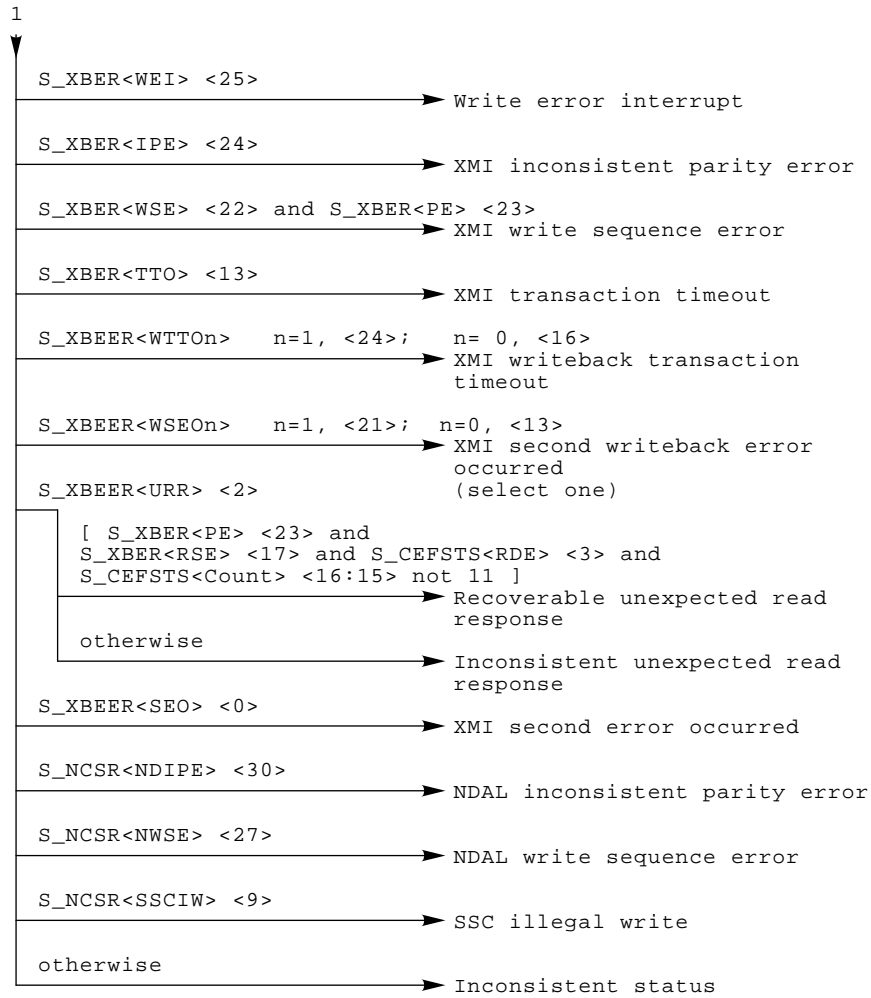 1
S_XBER<WEI> <25>
Write error interrupt
S_XBER<IPE> <24>
XMI inconsistent parity error
S_XBER<WSE> <22> and S_XBER<PE> <23>
XMI write sequence error
S_XBER<TTO> <13>
XMI transaction timeout
S_XBEER<WTTOn> n=1, <24>; n= 0, <16>
XMI writeback transaction
timeout
S_XBEER<WSEOn> n=1, <21>; n=0, <13>
XMI second writeback error
occurred
(select one)
S_XBEER<URR> <2>
[ S_XBER<PE> <23> and
S_XBER<RSE> <17> and S_CEFSTS<RDE> <3> and
S_CEFSTS<Count> <16:15> not 11 ]
Recoverable unexpected read
response
otherwise
Inconsistent unexpected read
response
S_XBEER<SEO> <0>
XMI second error occurred
S_NCSR<NDIPE> <30>
NDAL inconsistent parity error
S_NCSR<NWSE> <27>
NDAL write sequence error
S_NCSR<SSCIW> <9>
SSC illegal write
otherwise
Inconsistent status